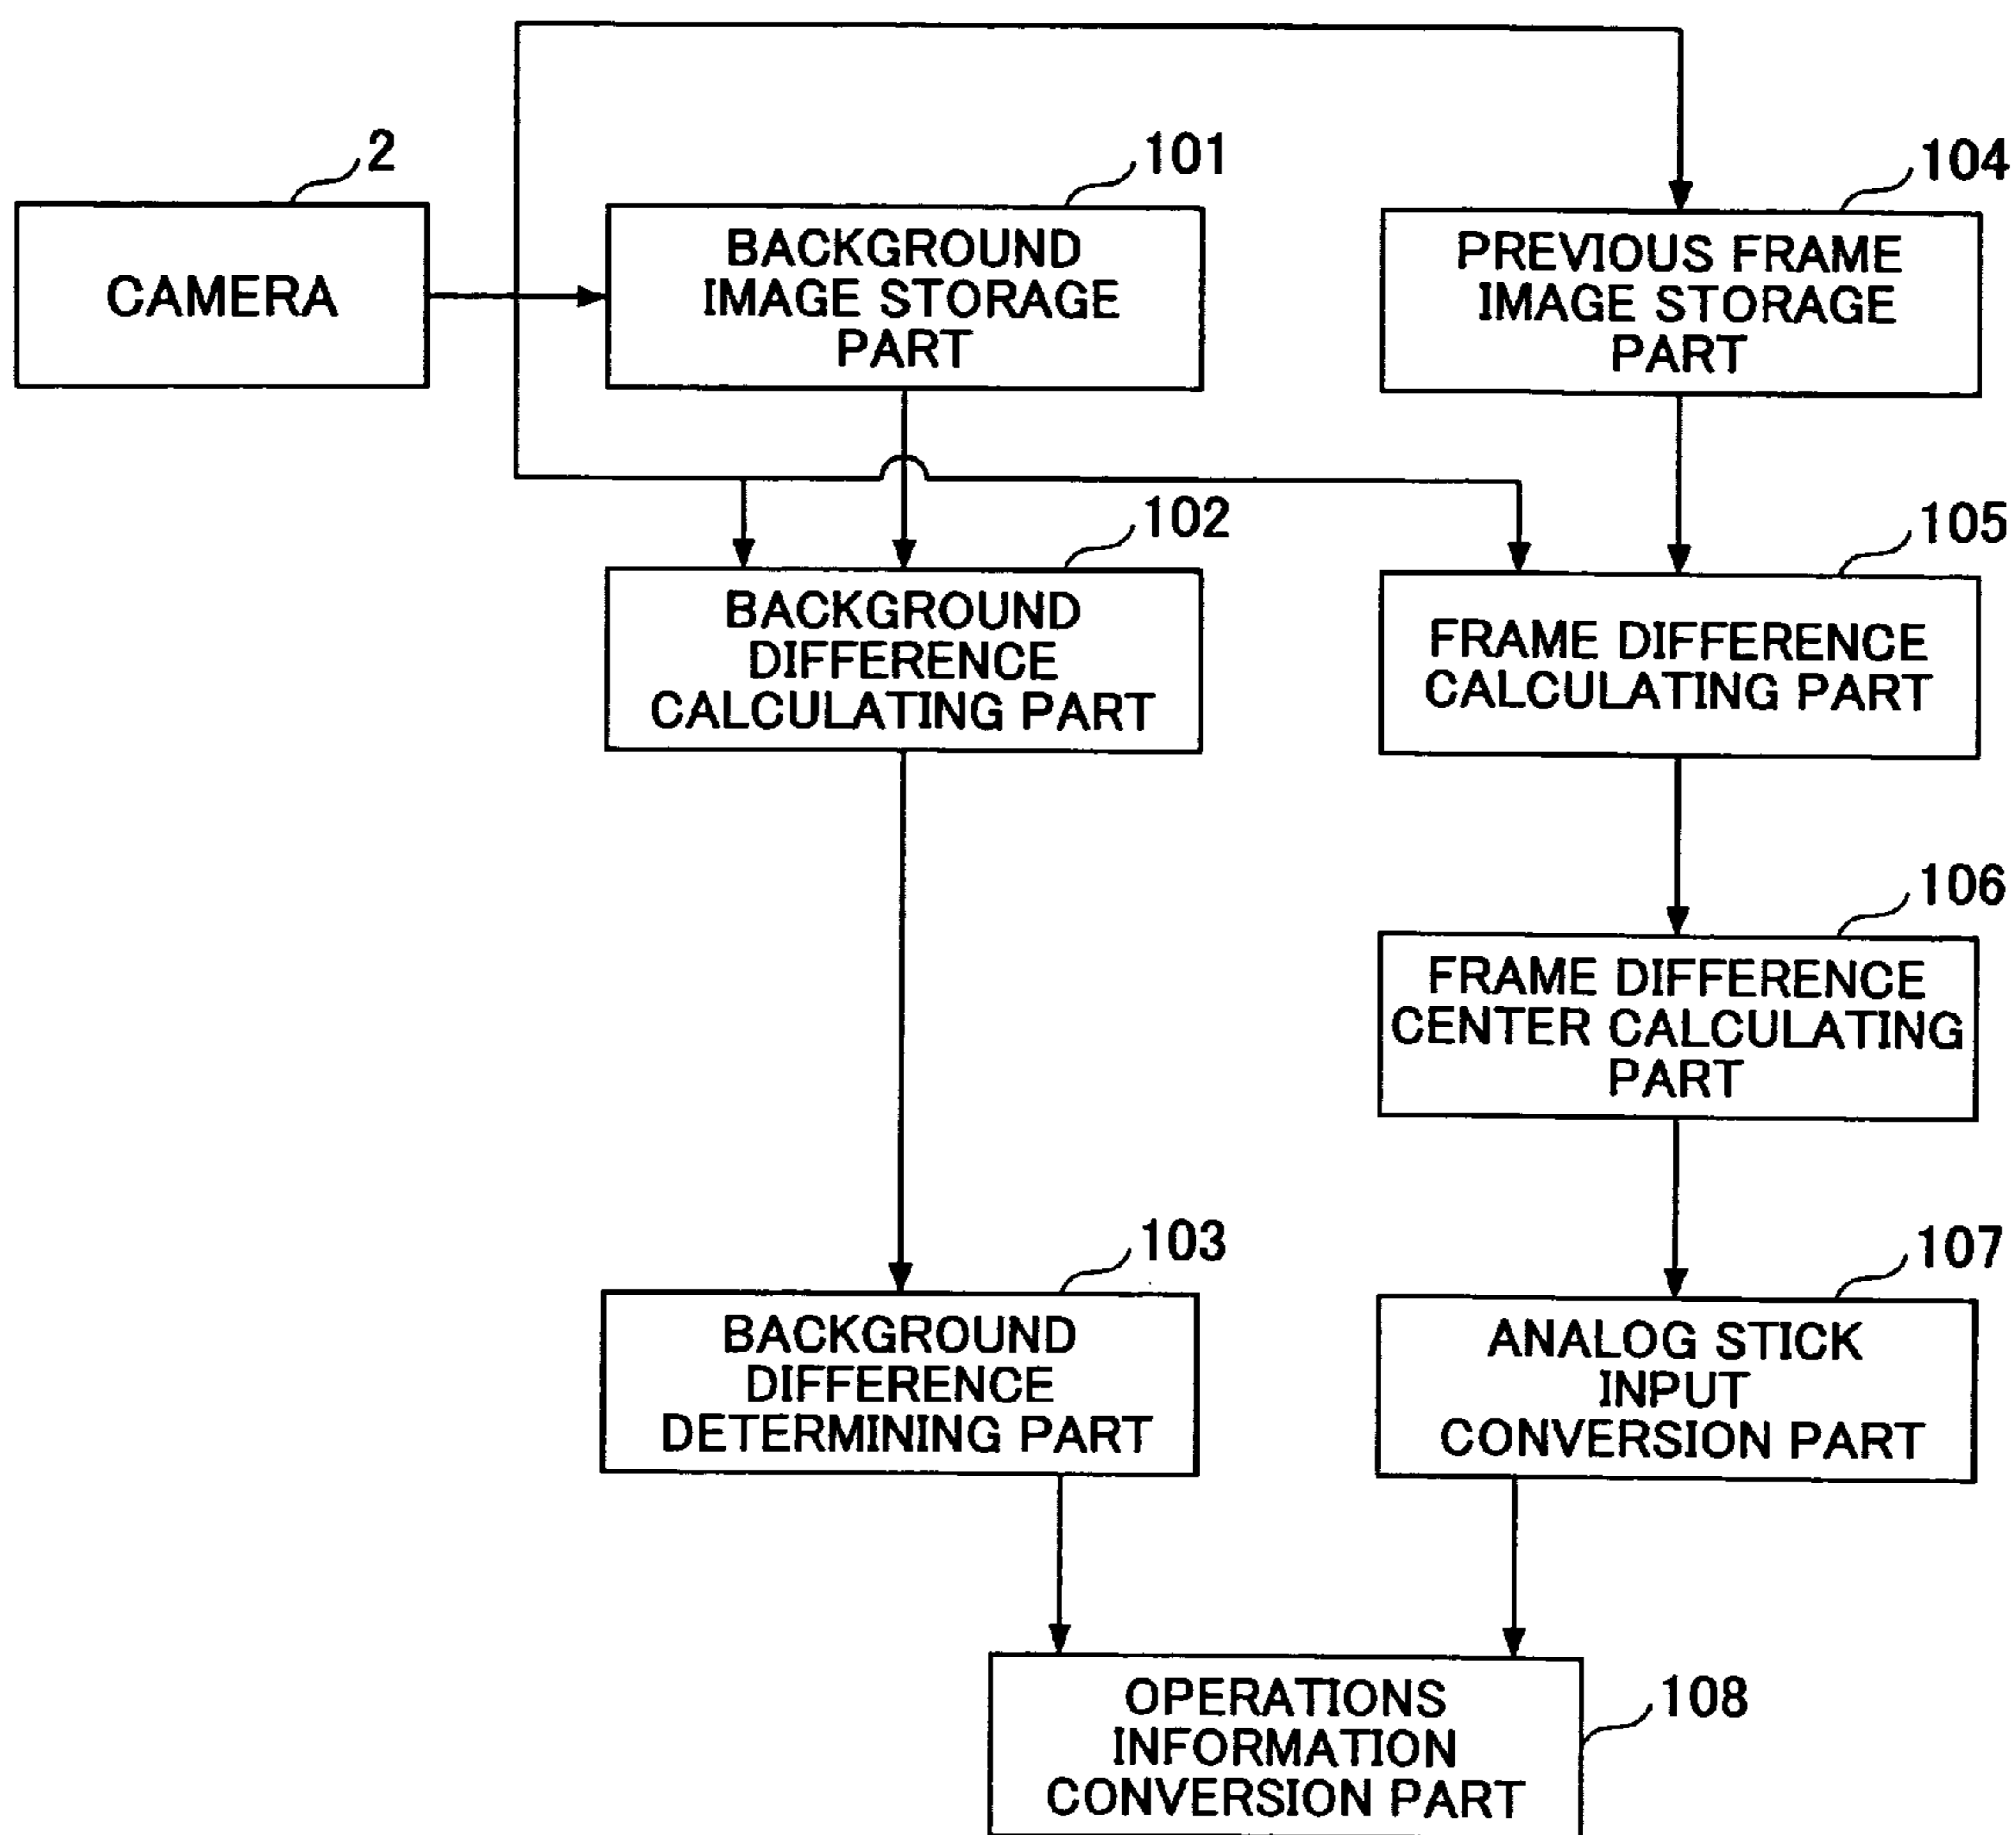 2
CAMERA
101
BACKGROUND
IMAGE STORAGE
PART
104
PREVIOUS FRAME
IMAGE STORAGE
PART
102
BACKGROUND
DIFFERENCE
CALCULATING PART
105
FRAME DIFFERENCE
CALCULATING PART
106
FRAME DIFFERENCE
CENTER CALCULATING
PART
103
BACKGROUND
DIFFERENCE
DETERMINING PART
107
ANALOG STICK
INPUT
CONVERSION PART
108
OPERATIONS
INFORMATION
CONVERSION PART